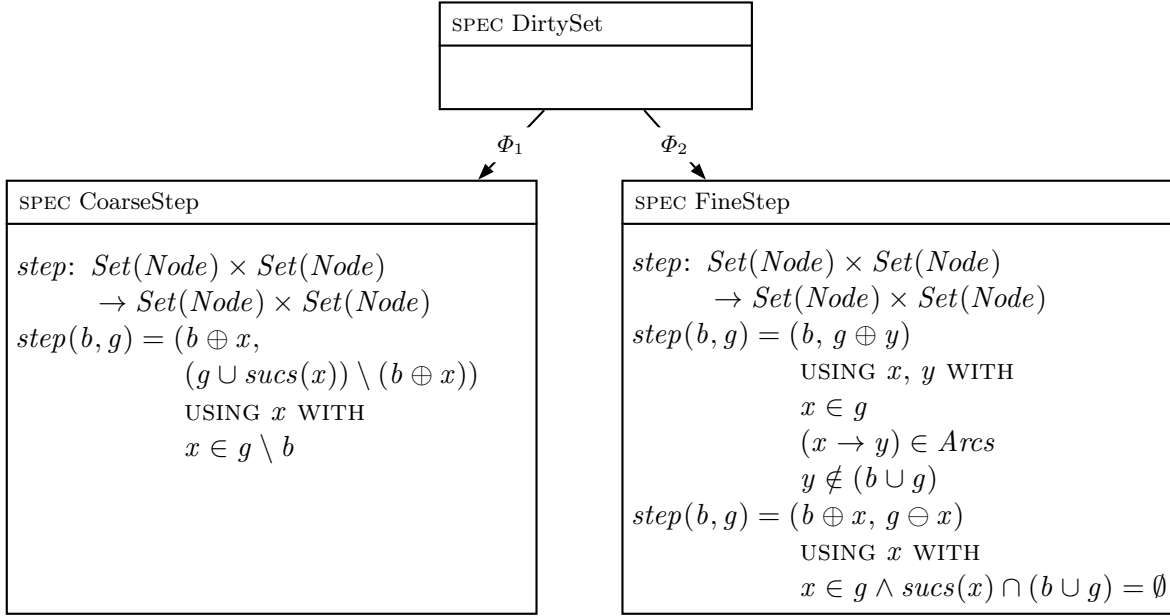 SPEC DirtySet
Φ₁
Φ₂
SPEC CoarseStep
step: Set(Node) × Set(Node)
→ Set(Node) × Set(Node)
step(b, g) = (b ⊕ x,
(g ∪ sucs(x)) \ (b ⊕ x))
USING x WITH
x ∈ g \ b
SPEC FineStep
step: Set(Node) × Set(Node)
→ Set(Node) × Set(Node)
step(b, g) = (b, g ⊕ y)
USING x, y WITH
x ∈ g
(x → y) ∈ Arcs
y ∉ (b ∪ g)
step(b, g) = (b ⊕ x, g ⊖ x)
USING x WITH
x ∈ g ∧ sucs(x) ∩ (b ∪ g) = ∅